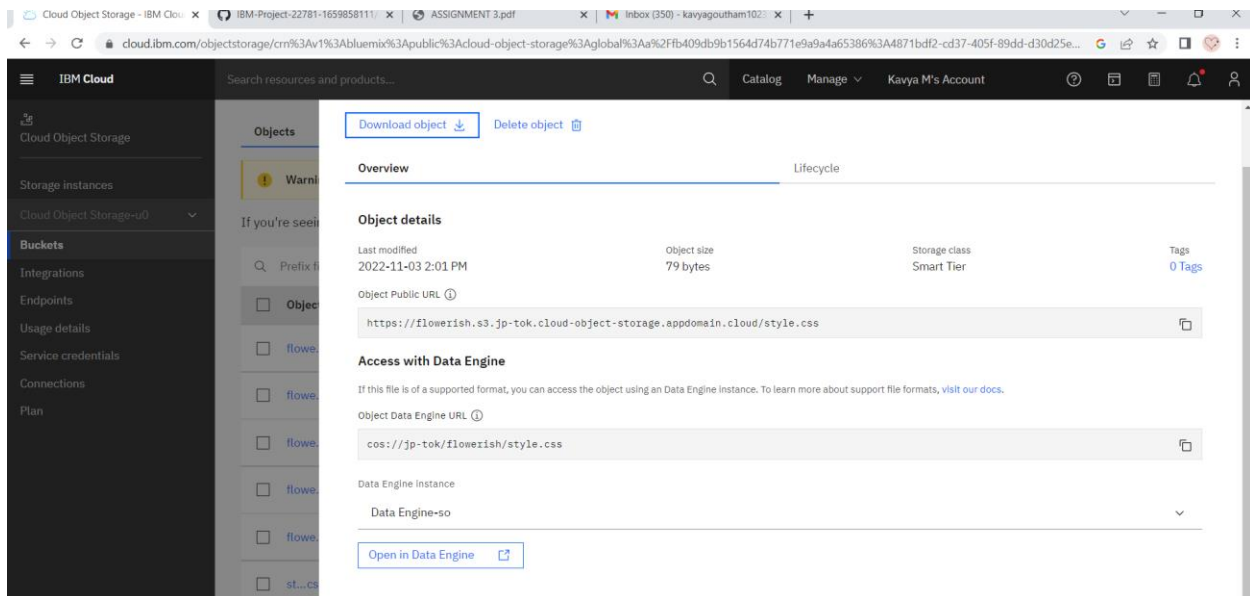 Cloud Object Storage - IBM Clou
IBM-Project-22781-1659858111/
ASSIGNMENT 3.pdf
Inbox (350) - kavyagoutham102
cloud.ibm.com/objectstorage/crn%3Av1%3Abluemix%3Apublic%3Acloud-object-storage%3Aglobal%3Aa%2Ffb409db9b1564d74b771e9a9a4a65386%3A4871bdf2-cd37-405f-89dd-d30d25e...
IBM Cloud
Search resources and products...
Catalog
Manage
Kavya M's Account
Cloud Object Storage
Storage instances
Cloud Object Storage-u0
Buckets
Integrations
Endpoints
Usage details
Service credentials
Connections
Plan
Objects
Warni
If you're seein
Prefix fi
Objec
flowe.
flowe.
flowe.
flowe.
flowe.
st...cs
Download object
Delete object
Overview
Lifecycle
Object details
Last modified
2022-11-03 2:01 PM
Object size
79 bytes
Storage class
Smart Tier
Tags
0 Tags
Object Public URL
https://flowerish.s3.jp-tok.cloud-object-storage.appdomain.cloud/style.css
Access with Data Engine
If this file is of a supported format, you can access the object using an Data Engine instance. To learn more about support file formats, visit our docs.
Object Data Engine URL
cos://jp-tok/flowerish/style.css
Data Engine instance
Data Engine-so
Open in Data Engine